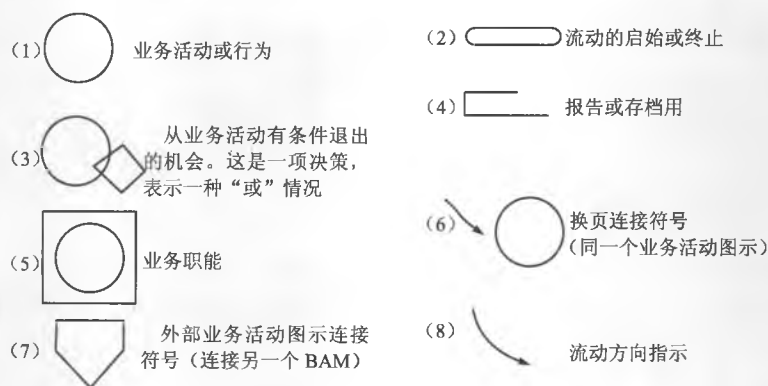 （1） 业务活动或行为
（2） 流动的启始或终止
（3） 从业务活动有条件退出
的机会。这是一项决策，
表示一种“或”情况
（4） 报告或存档用
（5） 业务职能
（6） 换页连接符号
（同一个业务活动图示）
（7） 外部业务活动图示连接
符号（连接另一个 BAM）
（8） 流动方向指示